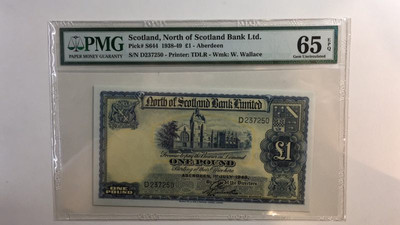 PMG
PAPER MONEY GUARANTY
Scotland, North of Scotland Bank Ltd.
Pick# S644 1938-49 £1 - Aberdeen
S/N D237250 - Printer: TDLR - Wmk: W. Wallace
65 EPQ
Gem Uncirculated
North of Scotland Bank Limited
D237250
ONE POUND
D237250
£1
ONE
POUND